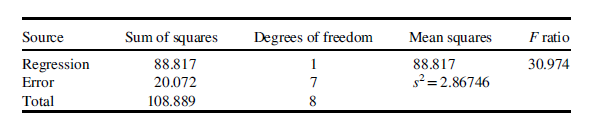 Source Sum of squares Degrees of freedom Mean squares F ratio
Regression 88.817 1 88.817 30.974
Error 20.072 7 s² = 2.86746
Total 108.889 8